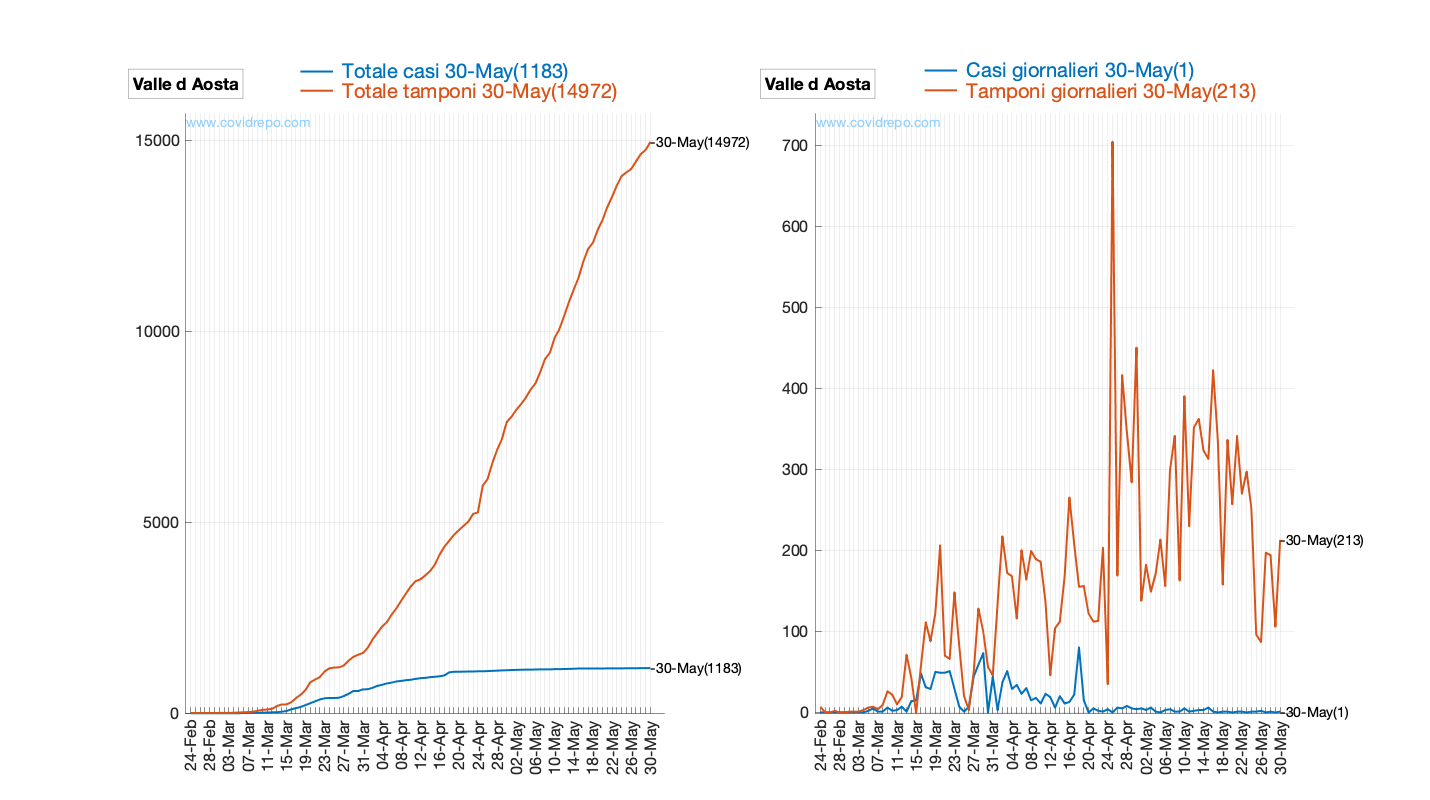 Valle d Aosta
Totale casi 30-May(1183)
Totale tamponi 30-May(14972)
www.covidrepo.com
15000
10000
5000
0
30-May(14972)
30-May(1183)
24-Feb
28-Feb
03-Mar
07-Mar
11-Mar
15-Mar
19-Mar
23-Mar
27-Mar
31-Mar
04-Apr
08-Apr
12-Apr
16-Apr
20-Apr
24-Apr
28-Apr
02-May
06-May
10-May
14-May
18-May
22-May
26-May
30-May
Valle d Aosta
Casi giornalieri 30-May(1)
Tamponi giornalieri 30-May(213)
www.covidrepo.com
700
600
500
400
300
200
100
0
30-May(213)
30-May(1)
24-Feb
28-Feb
03-Mar
07-Mar
11-Mar
15-Mar
19-Mar
23-Mar
27-Mar
31-Mar
04-Apr
08-Apr
12-Apr
16-Apr
20-Apr
24-Apr
28-Apr
02-May
06-May
10-May
14-May
18-May
22-May
26-May
30-May